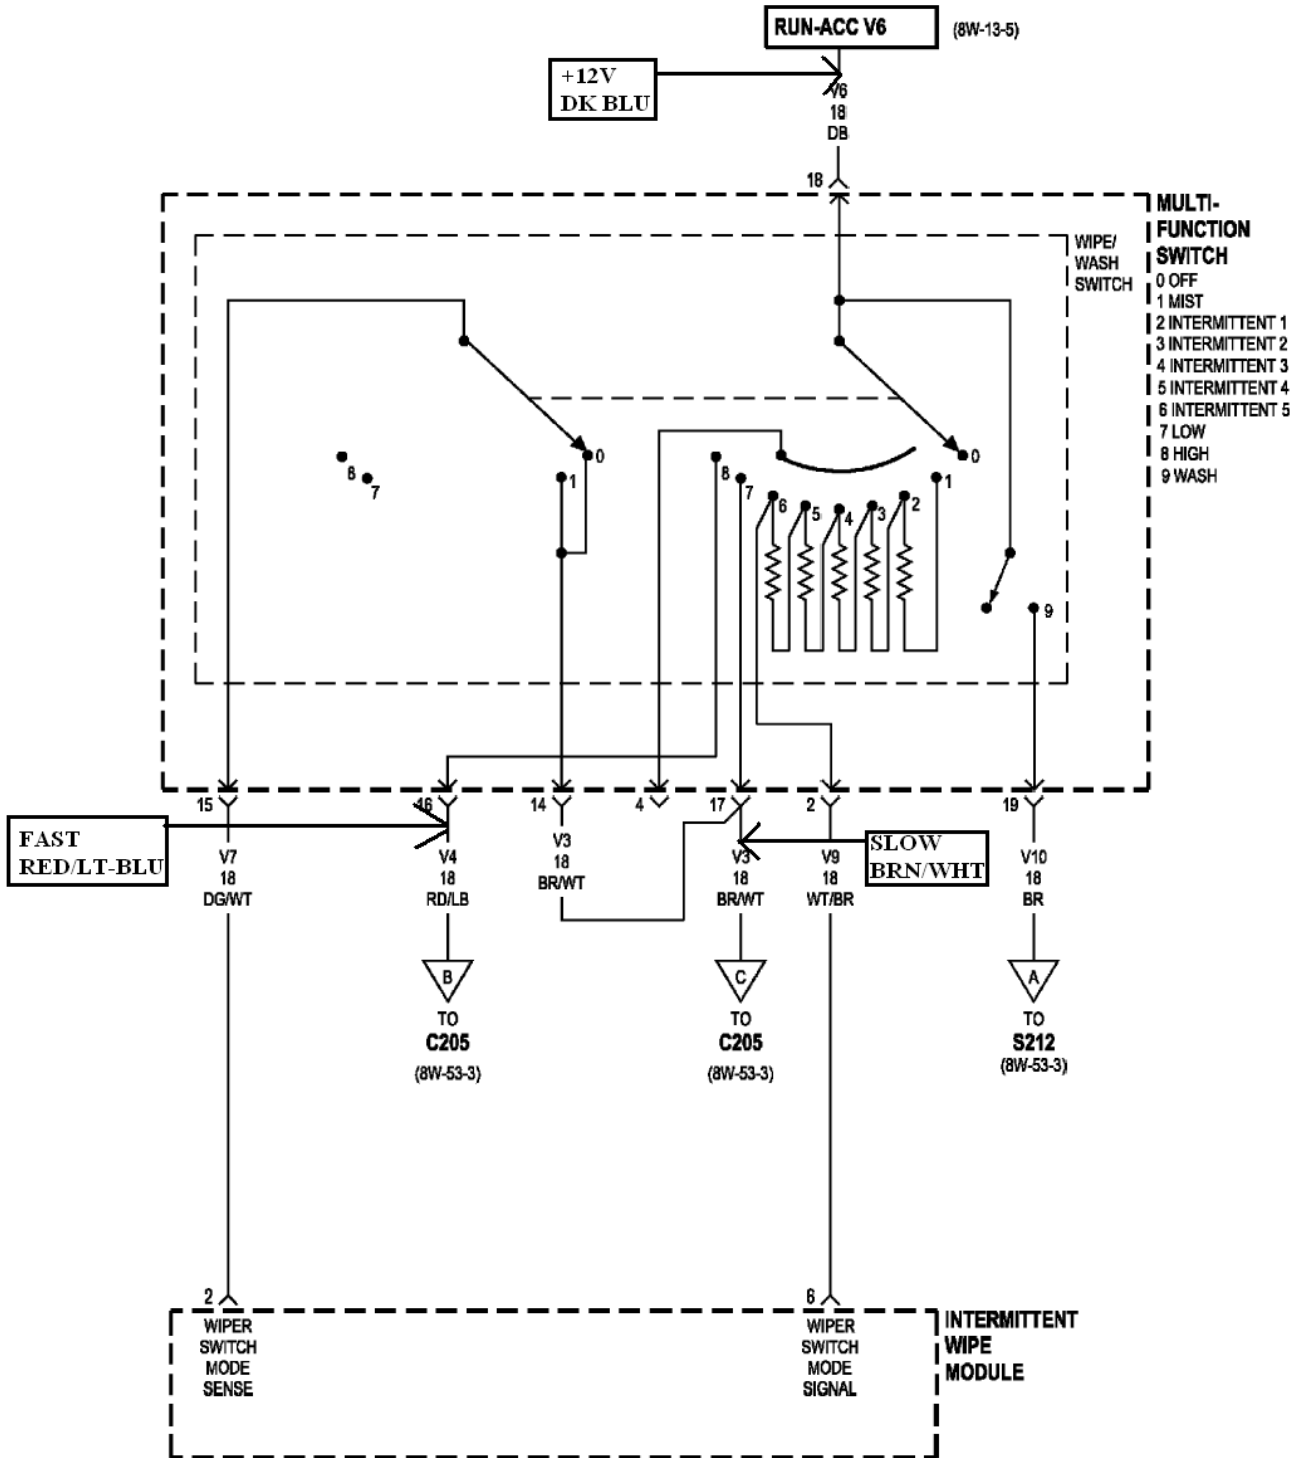 RUN-ACC V6
(8W-13-5)
+12V
DK BLU
V6
18
DB
18
MULTI-
FUNCTION
SWITCH
0 OFF
1 MIST
2 INTERMITTENT 1
3 INTERMITTENT 2
4 INTERMITTENT 3
5 INTERMITTENT 4
6 INTERMITTENT 5
7 LOW
8 HIGH
9 WASH
WIPE/
WASH
SWITCH
8
7
1
0
8
7
6
5
4
3
2
1
0
9
15
16
14
4
17
2
19
FAST
RED/LT-BLU
SLOW
BRN/WHT
V7
18
DG/WT
V4
18
RD/LB
V3
18
BR/WT
V3
18
BR/WT
V9
18
WT/BR
V10
18
BR
B
TO
C205
(8W-53-3)
C
TO
C205
(8W-53-3)
A
TO
S212
(8W-53-3)
2
WIPER
SWITCH
MODE
SENSE
6
WIPER
SWITCH
MODE
SIGNAL
INTERMITTENT
WIPE
MODULE